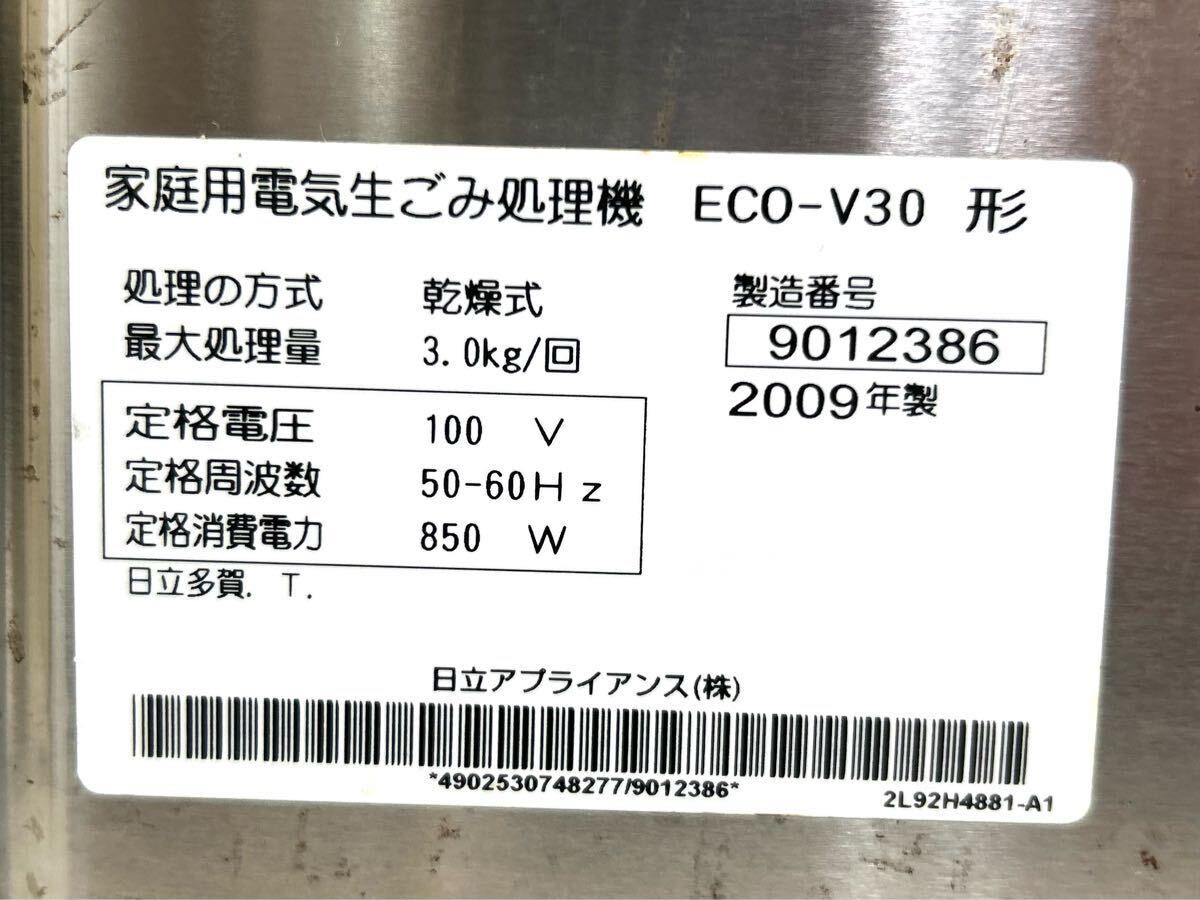 家庭用電気生ごみ処理機 ECO-V30 形
処理の方式 乾燥式
最大処理量 3.0kg/回
製造番号
9012386
2009年製
定格電圧 100 V
定格周波数 50-60Hz
定格消費電力 850 W
日立多賀. T.
日立アプライアンス(株)
*4902530748277/9012386*
2L92H4881-A1